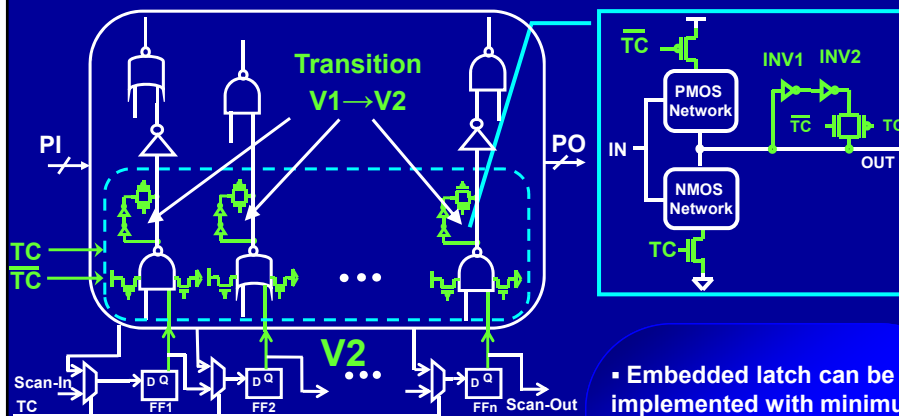 Transition
V1→V2
PI
PO
TC
TC
V2
Scan-In
TC
D Q
FF1
D Q
FF2
D Q
FFn
Scan-Out
TC
PMOS
Network
IN
NMOS
Network
TC
INV1
INV2
TC
TC
OUT
▪ Embedded latch can be
implemented with minimu